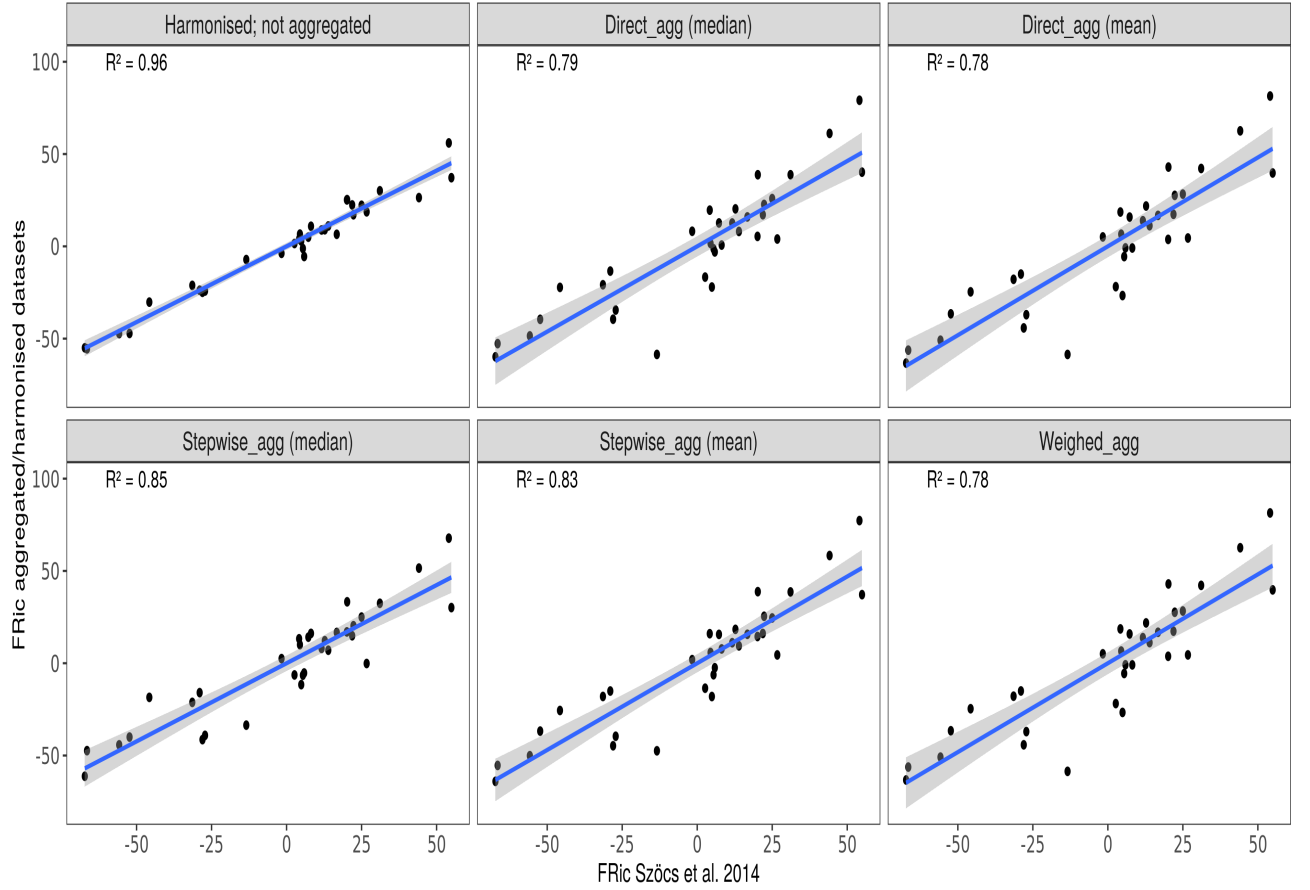 Harmonised; not aggregated
Direct_agg (median)
Direct_agg (mean)
R² = 0.96
R² = 0.79
R² = 0.78
100
50
0
-50
Stepwise_agg (median)
Stepwise_agg (mean)
Weighed_agg
R² = 0.85
R² = 0.83
R² = 0.78
100
50
0
-50
-50 -25 0 25 50
-50 -25 0 25 50
-50 -25 0 25 50
FRic Szöcs et al. 2014
FRic aggregated/harmonised datasets